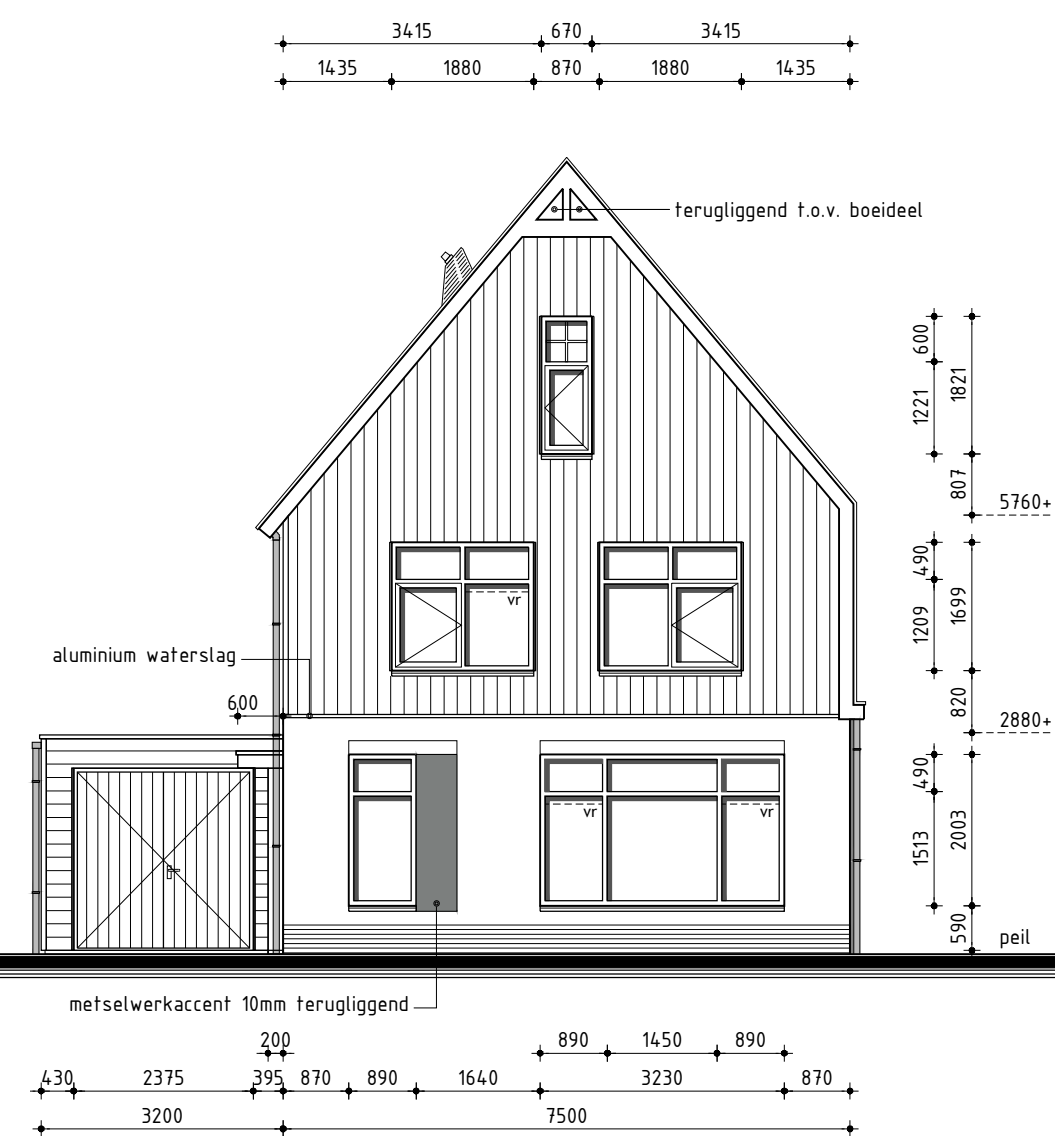 3415 670 3415
1435 1880 870 1880 1435
terugliggend t.o.v. boeideel
600
1821
1221
807
5760+
490
1699
1209
vr
aluminium waterslag
600
820
2880+
490
2003
1513
vr vr
590
peil
metselwerkaccent 10mm terugliggend
200 890 1450 890
430 2375 395 870 890 1640 3230 870
3200 7500